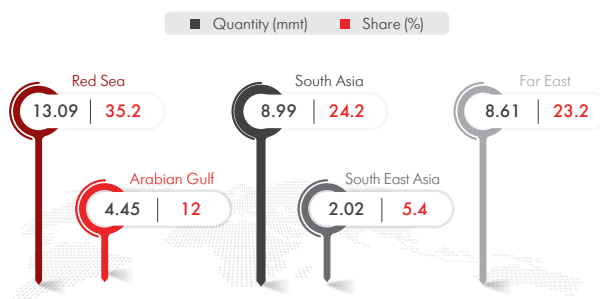 Quantity (mmt) Share (%)
Red Sea
13.09 35.2
South Asia
8.99 24.2
Far East
8.61 23.2
Arabian Gulf
4.45 12
South East Asia
2.02 5.4